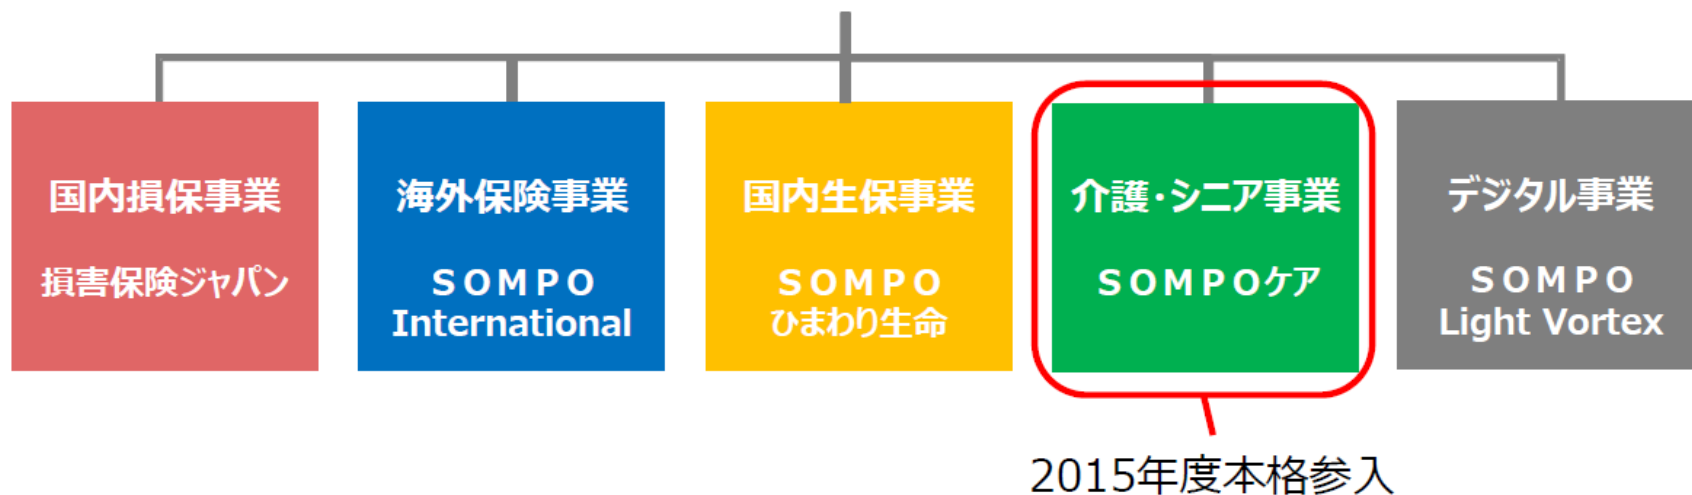 国内損保事業
損害保険ジャパン
海外保険事業
ＳＯＭＰＯ
International
国内生保事業
ＳＯＭＰＯ
ひまわり生命
介護・シニア事業
ＳＯＭＰＯケア
デジタル事業
ＳＯＭＰＯ
Light Vortex
2015年度本格参入